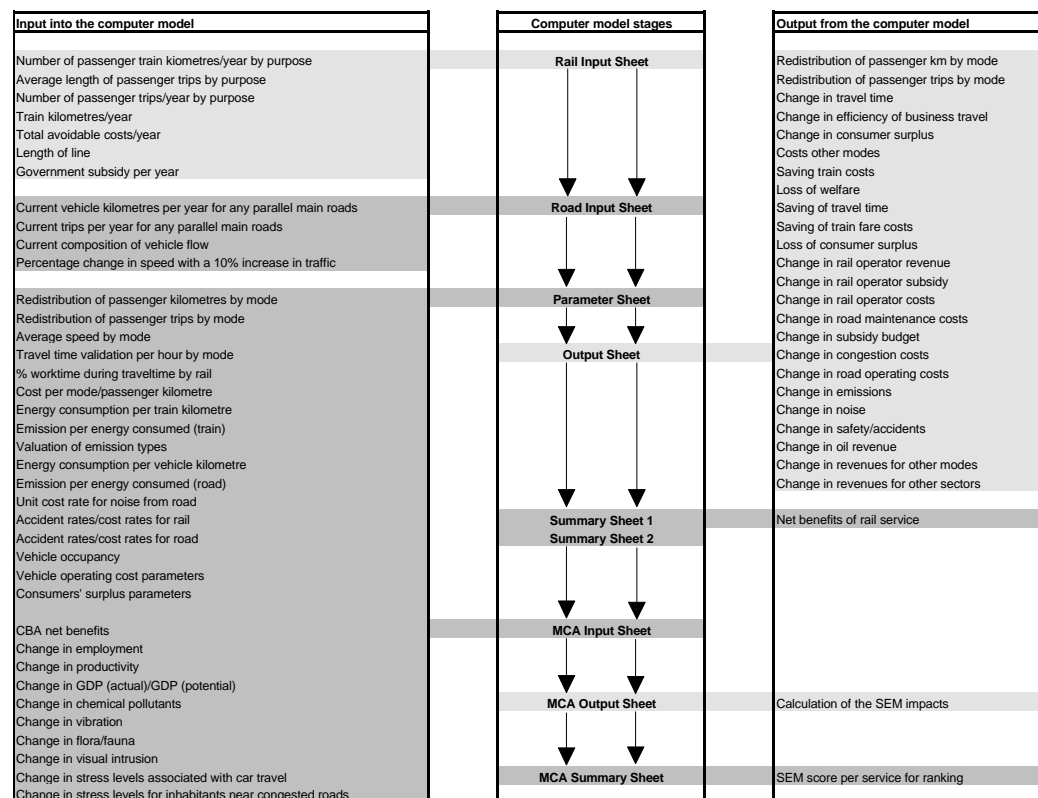 Input into the computer model
Number of passenger train kiometres/year by purpose
Average length of passenger trips by purpose
Number of passenger trips/year by purpose
Train kilometres/year
Total avoidable costs/year
Length of line
Government subsidy per year
Current vehicle kilometres per year for any parallel main roads
Current trips per year for any parallel main roads
Current composition of vehicle flow
Percentage change in speed with a 10% increase in traffic
Redistribution of passenger kilometres by mode
Redistribution of passenger trips by mode
Average speed by mode
Travel time validation per hour by mode
% worktime during traveltime by rail
Cost per mode/passenger kilometre
Energy consumption per train kilometre
Emission per energy consumed (train)
Valuation of emission types
Energy consumption per vehicle kilometre
Emission per energy consumed (road)
Unit cost rate for noise from road
Accident rates/cost rates for rail
Accident rates/cost rates for road
Vehicle occupancy
Vehicle operating cost parameters
Consumers' surplus parameters
CBA net benefits
Change in employment
Change in productivity
Change in GDP (actual)/GDP (potential)
Change in chemical pollutants
Change in vibration
Change in flora/fauna
Change in visual intrusion
Change in stress levels associated with car travel
Change in stress levels for inhabitants near congested roads
Computer model stages
Rail Input Sheet
Road Input Sheet
Parameter Sheet
Output Sheet
Summary Sheet 1
Summary Sheet 2
MCA Input Sheet
MCA Output Sheet
MCA Summary Sheet
Output from the computer model
Redistribution of passenger km by mode
Redistribution of passenger trips by mode
Change in travel time
Change in efficiency of business travel
Change in consumer surplus
Costs other modes
Saving train costs
Loss of welfare
Saving of travel time
Saving of train fare costs
Loss of consumer surplus
Change in rail operator revenue
Change in rail operator subsidy
Change in rail operator costs
Change in road maintenance costs
Change in subsidy budget
Change in congestion costs
Change in road operating costs
Change in emissions
Change in noise
Change in safety/accidents
Change in oil revenue
Change in revenues for other modes
Change in revenues for other sectors
Net benefits of rail service
Calculation of the SEM impacts
SEM score per service for ranking